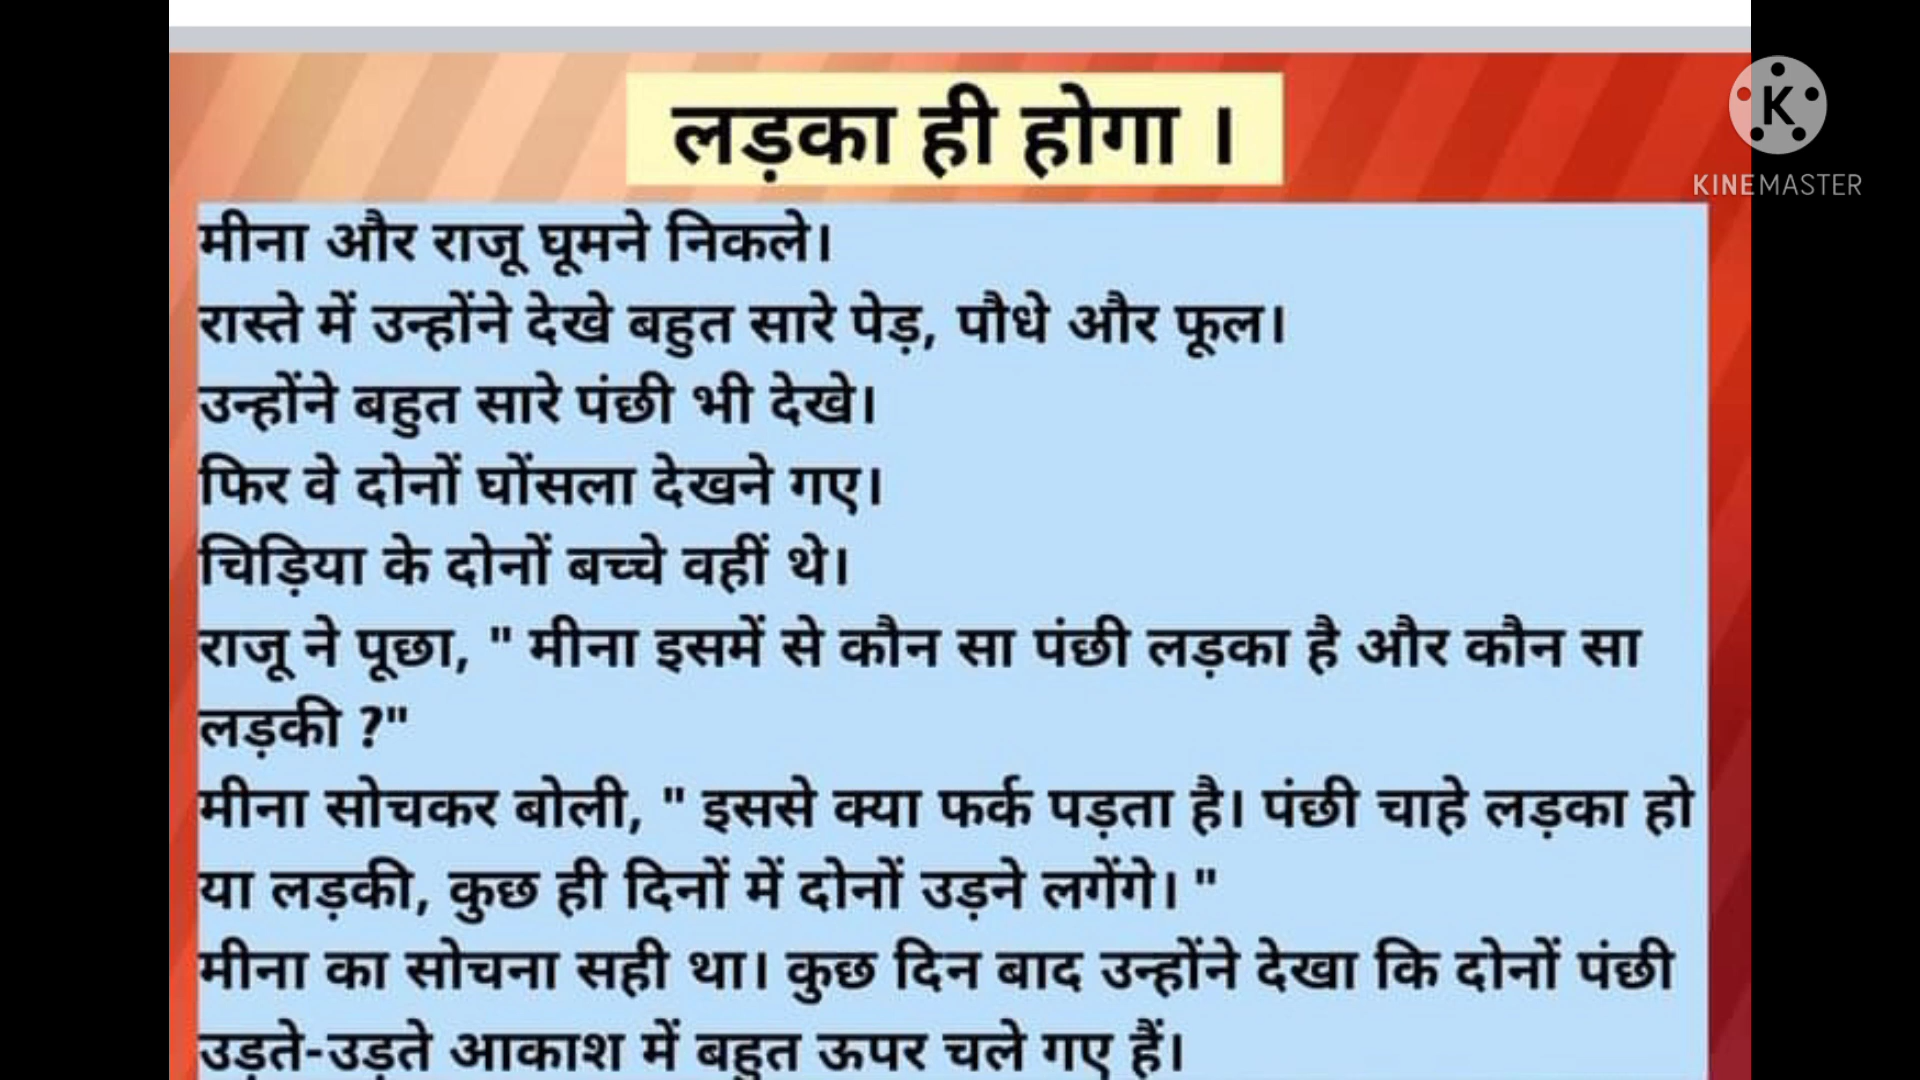 लड़का ही होगा ।
KINEMASTER
मीना और राजू घूमने निकले।
रास्ते में उन्होंने देखे बहुत सारे पेड़, पौधे और फूल।
उन्होंने बहुत सारे पंछी भी देखे।
फिर वे दोनों घोंसला देखने गए।
चिड़िया के दोनों बच्चे वहीं थे।
राजू ने पूछा, " मीना इसमें से कौन सा पंछी लड़का है और कौन सा
लड़की ?"
मीना सोचकर बोली, " इससे क्या फर्क पड़ता है। पंछी चाहे लड़का हो
या लड़की, कुछ ही दिनों में दोनों उड़ने लगेंगे। "
मीना का सोचना सही था। कुछ दिन बाद उन्होंने देखा कि दोनों पंछी
उड़ते-उड़ते आकाश में बहुत ऊपर चले गए हैं।